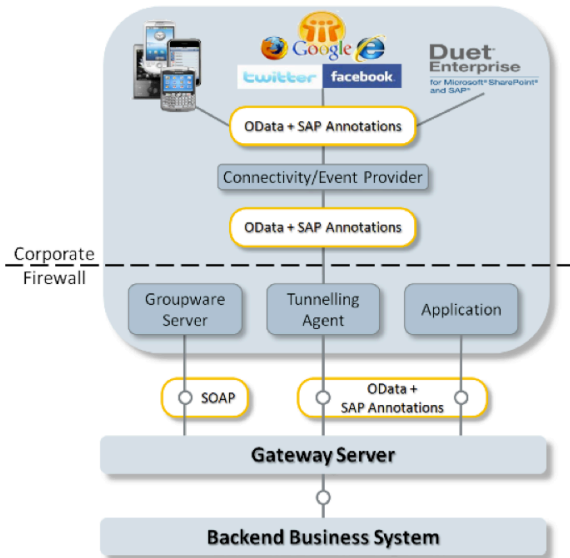 Google
twitter
facebook
Duet
Enterprise
for Microsoft® SharePoint®
and SAP®
OData + SAP Annotations
Connectivity/Event Provider
OData + SAP Annotations
Corporate
Firewall
Groupware
Server
Tunnelling
Agent
Application
SOAP
OData +
SAP Annotations
Gateway Server
Backend Business System